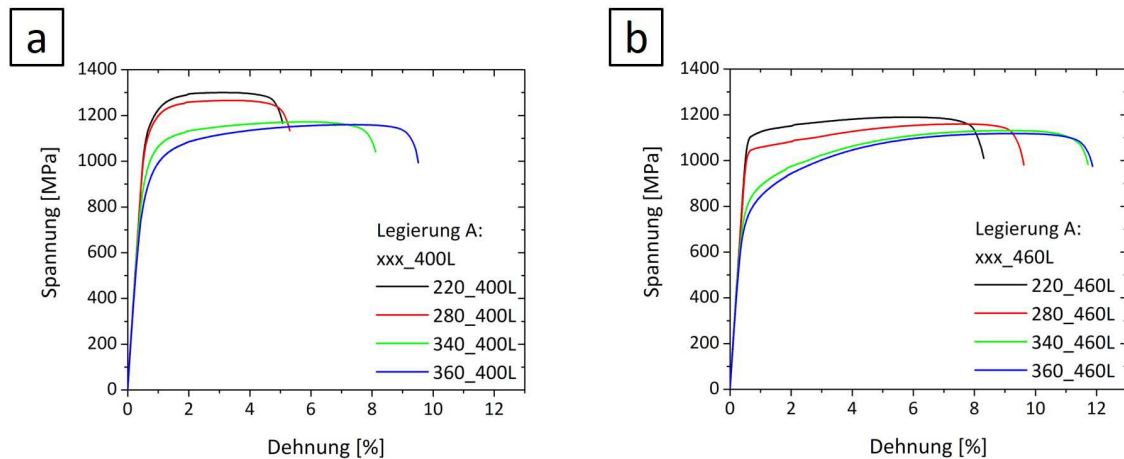 a
1400
1200
1000
800
600
400
200
0
Spannung [MPa]
Legierung A:
xxx_400L
220_400L
280_400L
340_400L
360_400L
0 2 4 6 8 10 12
Dehnung [%]
b
1400
1200
1000
800
600
400
200
0
Spannung [MPa]
Legierung A:
xxx_460L
220_460L
280_460L
340_460L
360_460L
0 2 4 6 8 10 12
Dehnung [%]